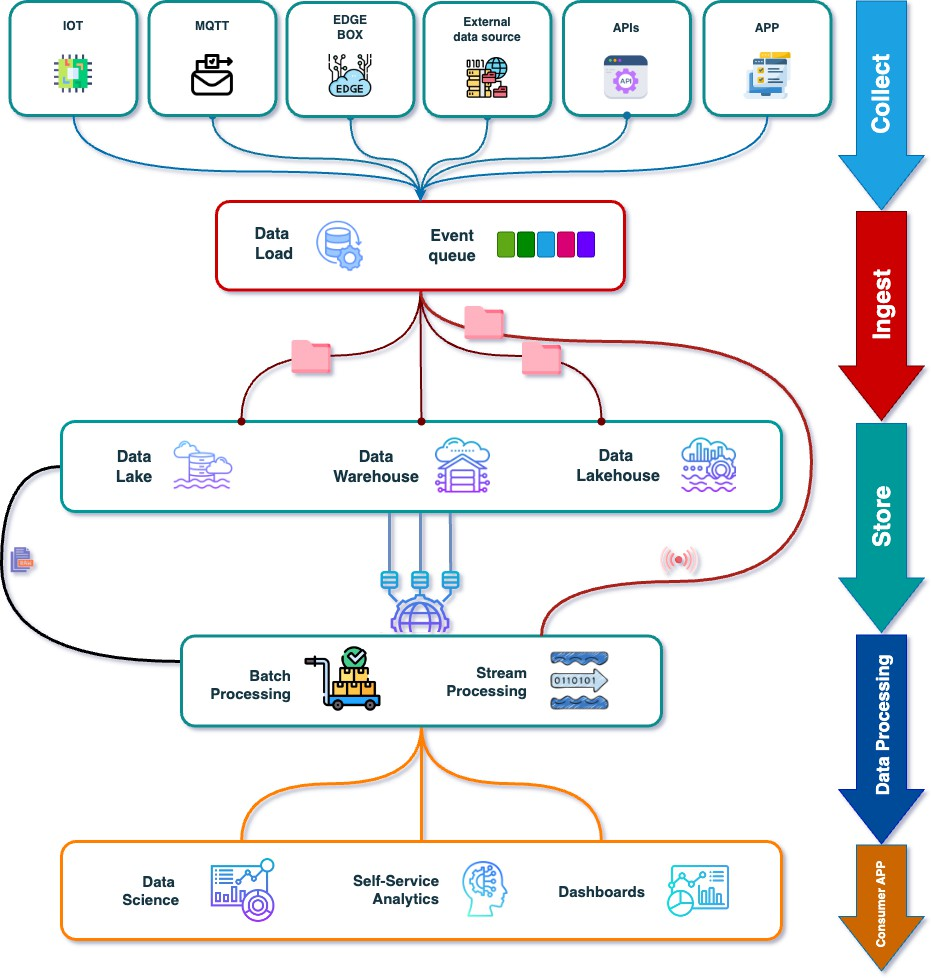 IOT
MQTT
EDGE
BOX
EDGE
External
data source
0101
APIs
API
APP
Collect
Data
Load
Event
queue
Ingest
Data
Lake
Data
Warehouse
Data
Lakehouse
Store
Batch
Processing
Stream
Processing
0110101
Data Processing
Data
Science
Self-Service
Analytics
Dashboards
Consumer APP